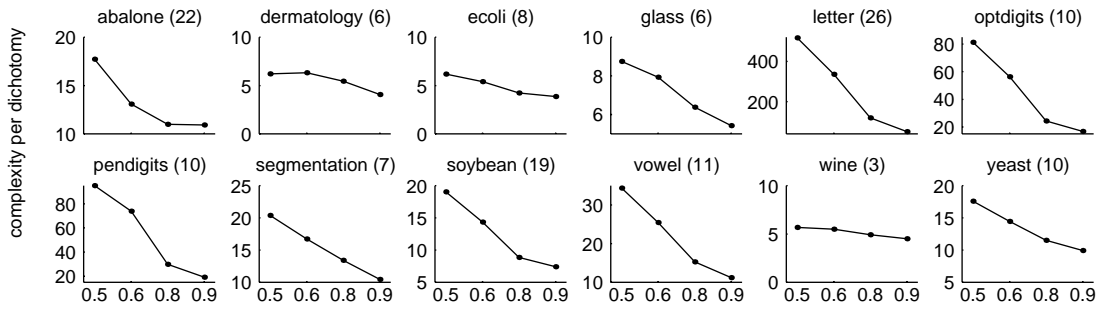 abalone (22) dermatology (6) ecoli (8) glass (6) letter (26) optdigits (10)
20 10 10 10 80
400
15 5 5 8 60
200 40
6
10 0 0 20
complexity per dichotomy
pendigits (10) segmentation (7) soybean (19) vowel (11) wine (3) yeast (10)
25 20 10 20
80 30
20 15 15
60 5
40 15 10 20 10
20
10 5 10 0 5
0.5 0.6 0.8 0.9 0.5 0.6 0.8 0.9 0.5 0.6 0.8 0.9 0.5 0.6 0.8 0.9 0.5 0.6 0.8 0.9 0.5 0.6 0.8 0.9